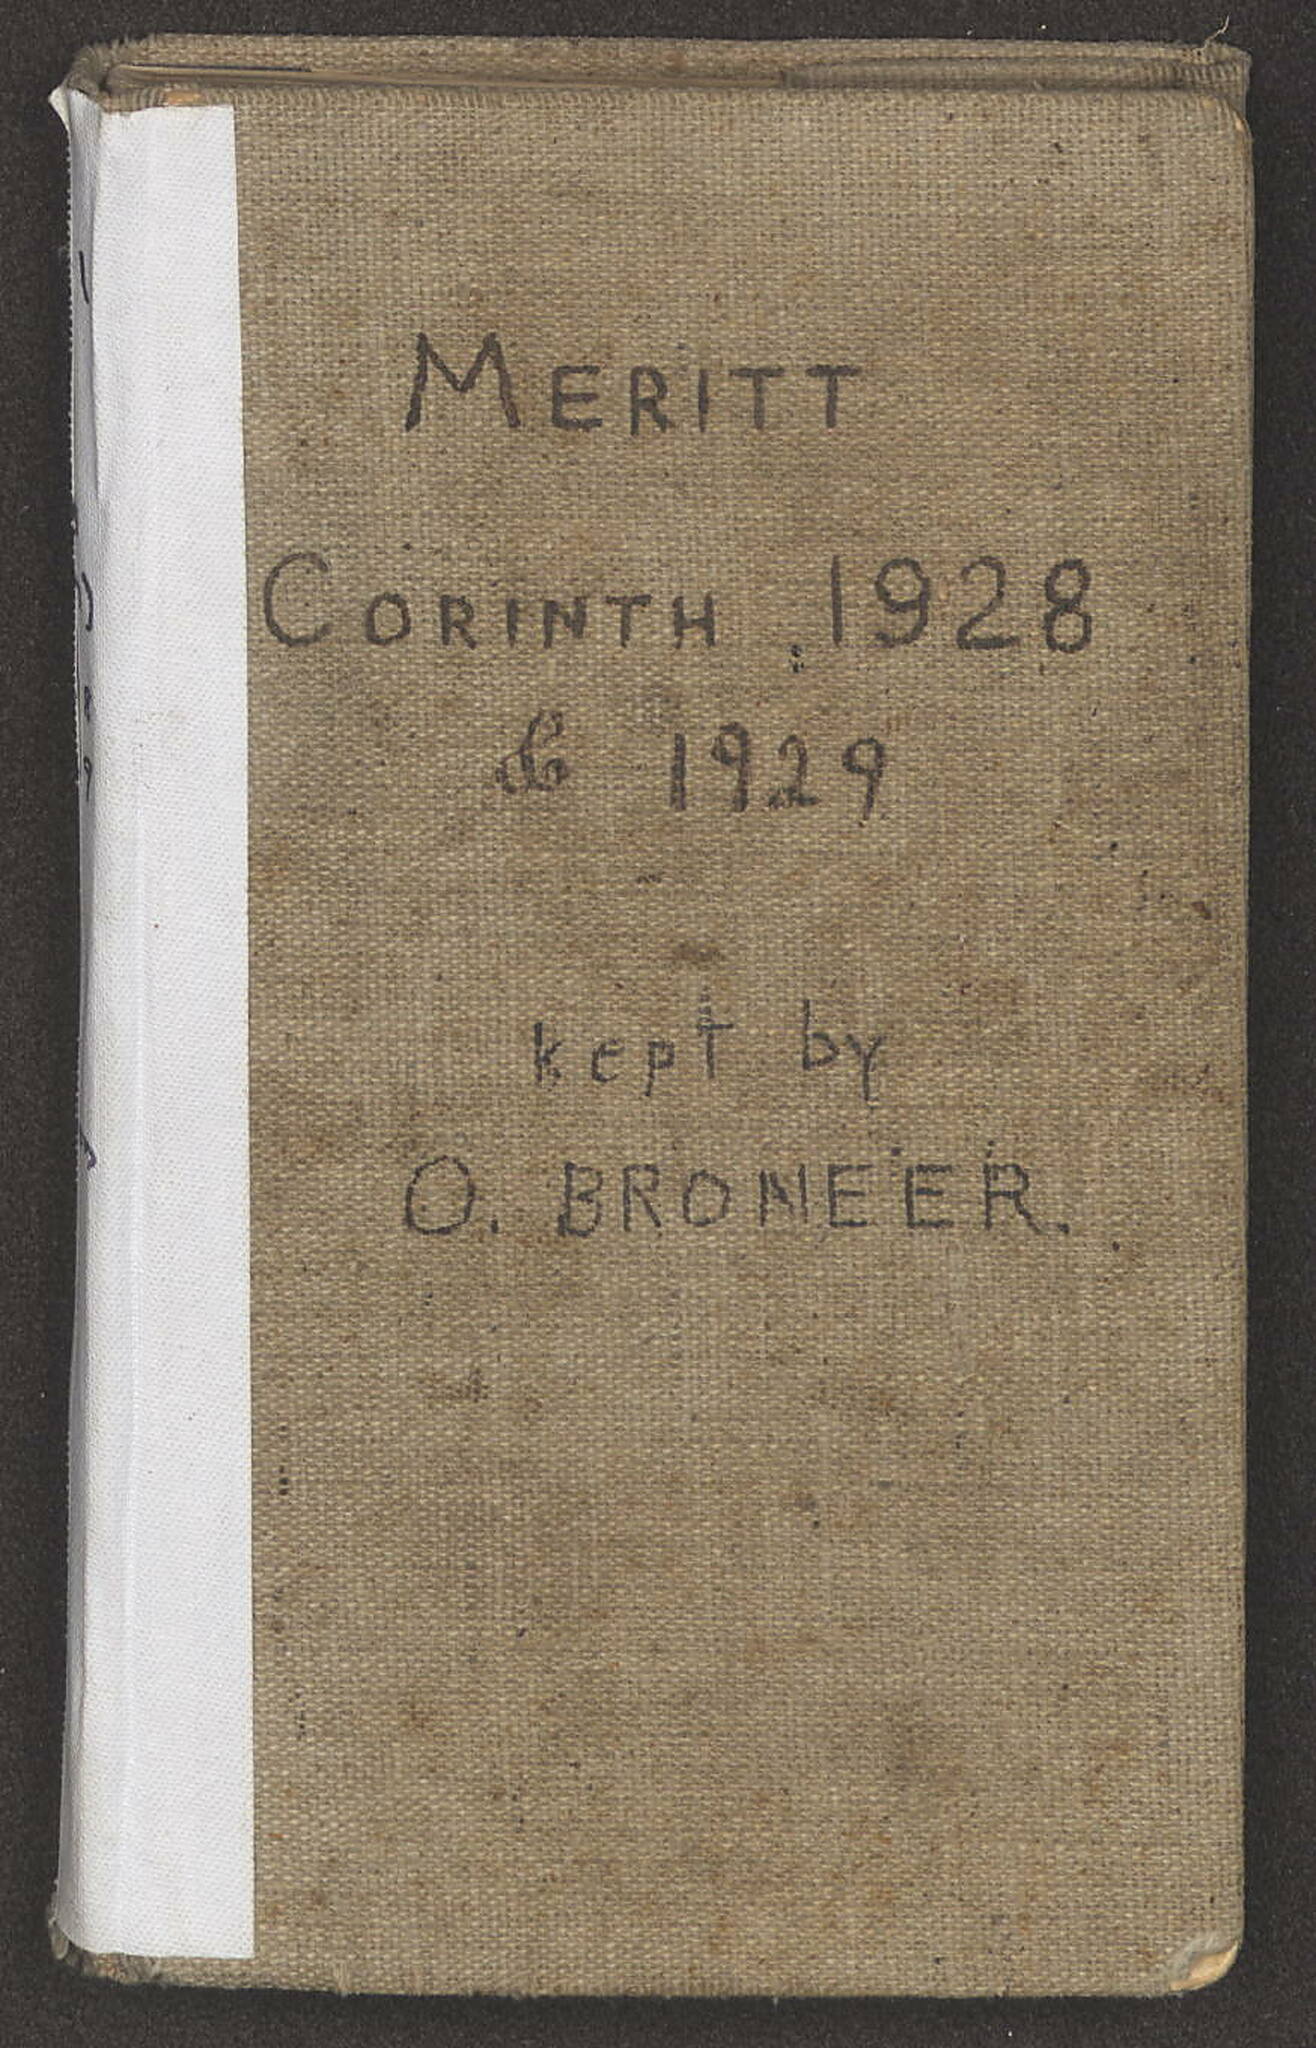 MERITT
CORINTH 1928
& 1929
kept by
O. BRONEER.